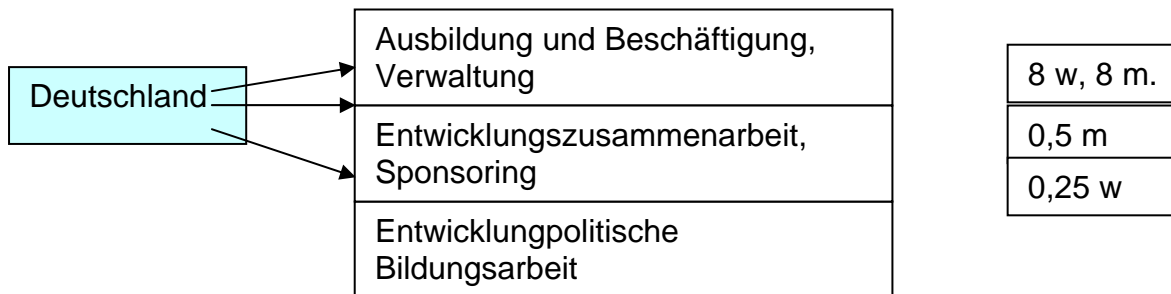 Deutschland
Ausbildung und Beschäftigung,
Verwaltung
Entwicklungszusammenarbeit,
Sponsoring
Entwicklungpolitische
Bildungsarbeit
8 w, 8 m.
0,5 m
0,25 w